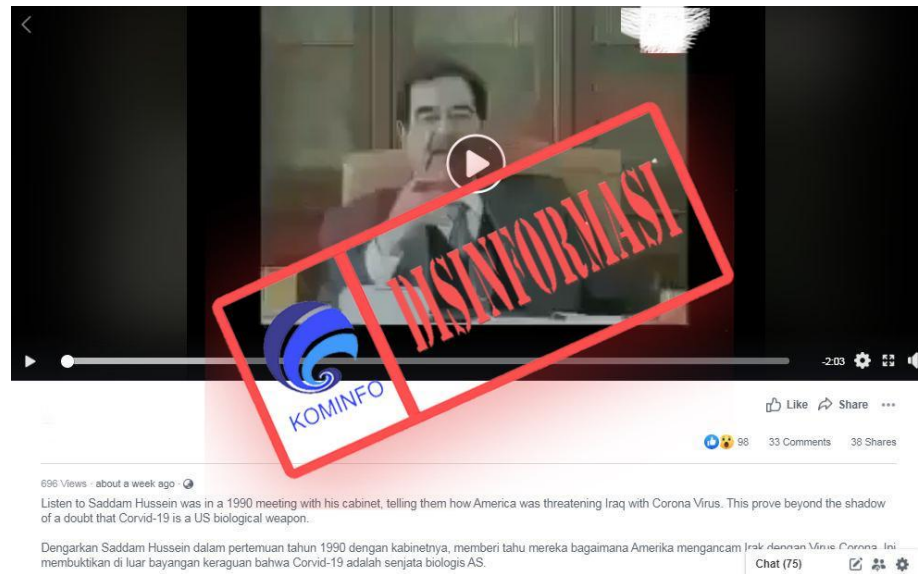 DISINFORMASI
KOMINFO
-2:03
Like Share
98 33 Comments 38 Shares
696 Views · about a week ago ·
Listen to Saddam Hussein was in a 1990 meeting with his cabinet, telling them how America was threatening Iraq with Corona Virus. This prove beyond the shadow
of a doubt that Corvid-19 is a US biological weapon.
Dengarkan Saddam Hussein dalam pertemuan tahun 1990 dengan kabinetnya, memberi tahu mereka bagaimana Amerika mengancam Irak dengan Virus Corona. Ini
membuktikan di luar bayangan keraguan bahwa Corvid-19 adalah senjata biologis AS.
Chat (75)